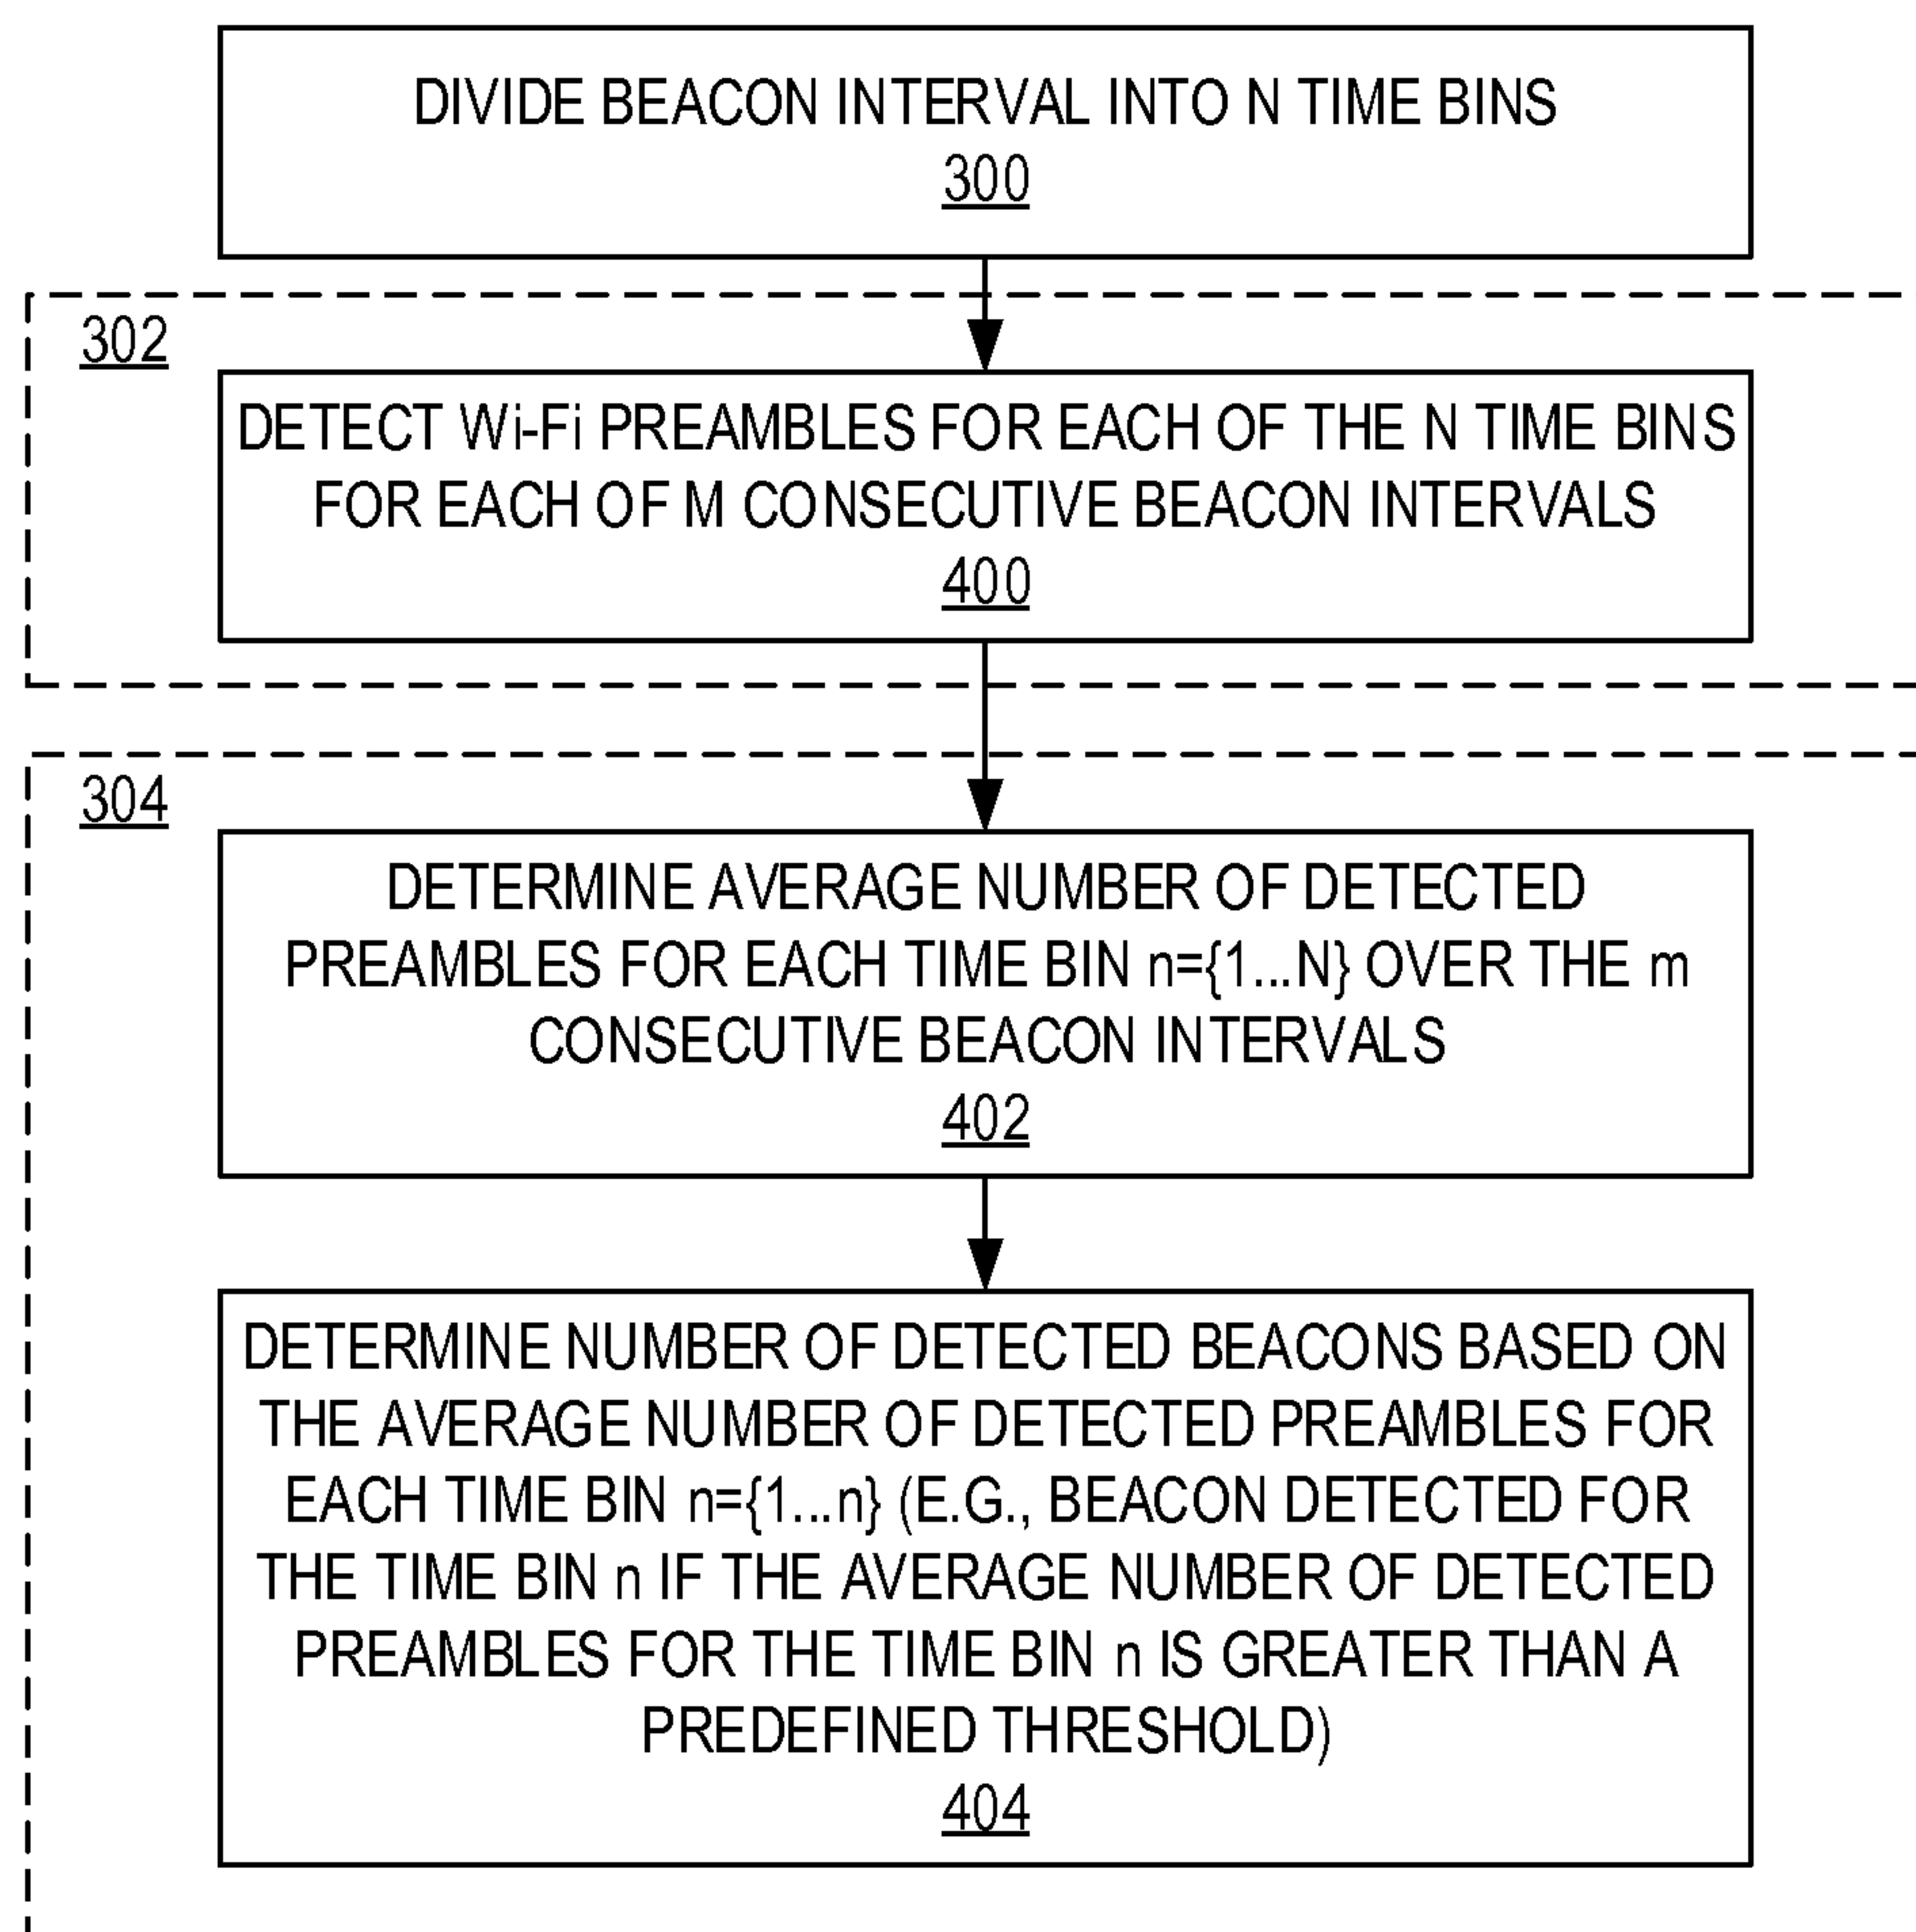 DIVIDE BEACON INTERVAL INTO N TIME BINS
300
302
DETECT Wi-Fi PREAMBLES FOR EACH OF THE N TIME BINS
FOR EACH OF M CONSECUTIVE BEACON INTERVALS
400
304
DETERMINE AVERAGE NUMBER OF DETECTED
PREAMBLES FOR EACH TIME BIN n={1...N} OVER THE m
CONSECUTIVE BEACON INTERVALS
402
DETERMINE NUMBER OF DETECTED BEACONS BASED ON
THE AVERAGE NUMBER OF DETECTED PREAMBLES FOR
EACH TIME BIN n={1...n} (E.G., BEACON DETECTED FOR
THE TIME BIN n IF THE AVERAGE NUMBER OF DETECTED
PREAMBLES FOR THE TIME BIN n IS GREATER THAN A
PREDEFINED THRESHOLD)
404